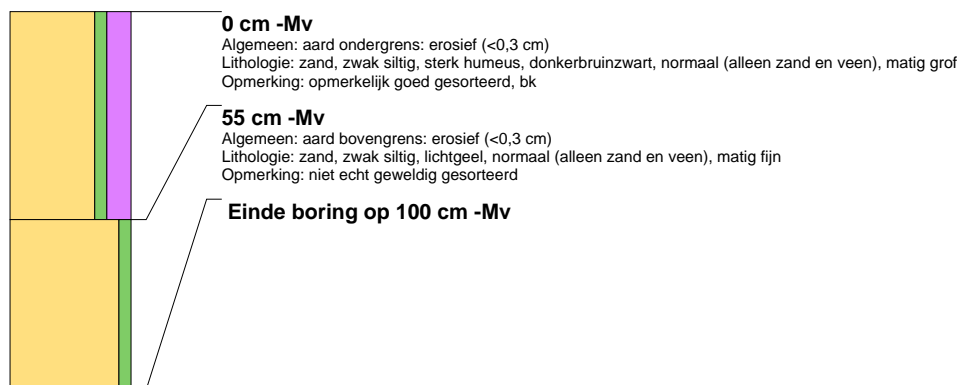 0 cm -Mv
Algemeen: aard ondergrens: erosief (<0,3 cm)
Lithologie: zand, zwak siltig, sterk humeus, donkerbruinzwart, normaal (alleen zand en veen), matig grof
Opmerking: opmerkelijk goed gesorteerd, bk
55 cm -Mv
Algemeen: aard bovengrens: erosief (<0,3 cm)
Lithologie: zand, zwak siltig, lichtgeel, normaal (alleen zand en veen), matig fijn
Opmerking: niet echt geweldig gesorteerd
Einde boring op 100 cm -Mv